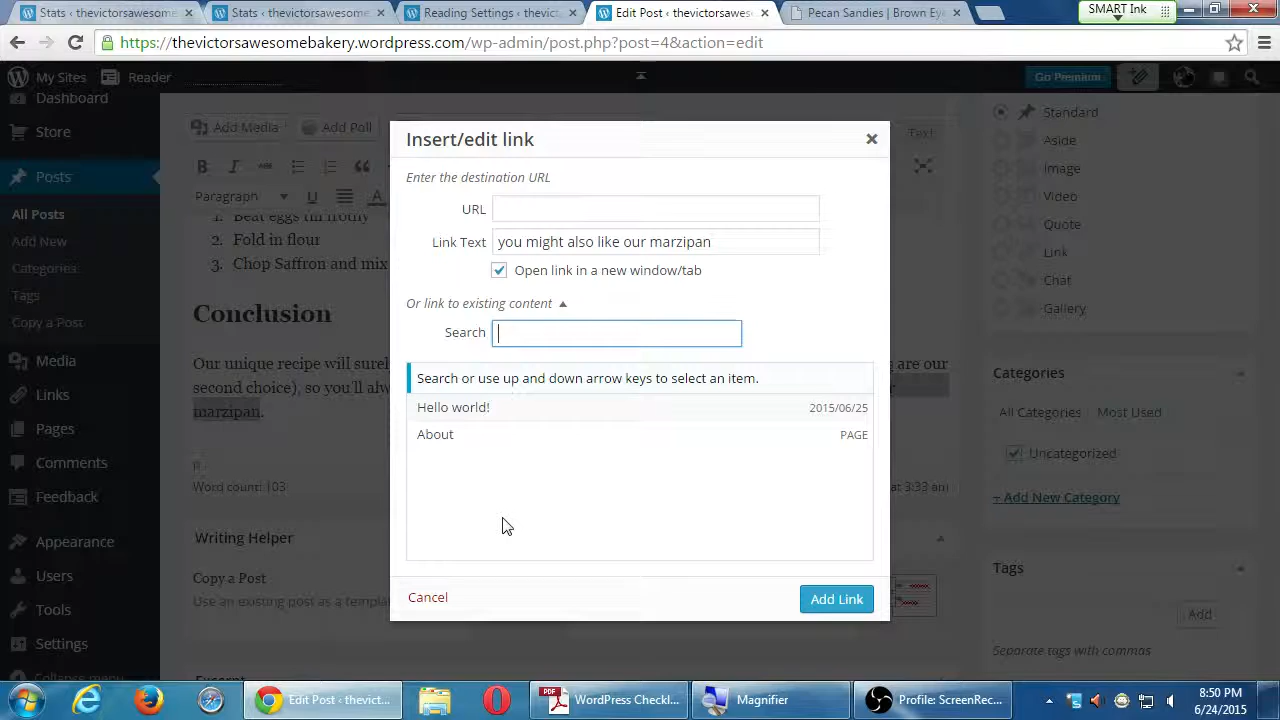 Stats ‹ thevictorsawesome
Stats ‹ thevictorsawesome
Reading Settings ‹ thevict
Edit Post ‹ thevictorsawes
Pecan Sandies | Brown Eye
SMART Ink
https://thevictorsawesomebakery.wordpress.com/wp-admin/post.php?post=4&action=edit
My Sites
Reader
Go Premium
Dashboard
Store
Posts
All Posts
Add New
Categories
Tags
Copy a Post
Media
Links
Pages
Comments
Feedback
Appearance
Users
Tools
Settings
Collapse menu
Add Media
Add Poll
Text
Paragraph
1. Beat eggs till frothy
2. Fold in flour
3. Chop Saffron and mix
Conclusion
Our unique recipe will surel
are our
second choice), so you'll alw
marzipan.
p
Word count: 103
at 3:33 am
Writing Helper
Copy a Post
Use an existing post as a templa
Excerpt
Insert/edit link
Enter the destination URL
URL
Link Text
you might also like our marzipan
Open link in a new window/tab
Or link to existing content
Search
Search or use up and down arrow keys to select an item.
Hello world!
2015/06/25
About
PAGE
Cancel
Add Link
Standard
Aside
Image
Video
Quote
Link
Chat
Gallery
Categories
All Categories
Most Used
Uncategorized
+ Add New Category
Tags
Add
Separate tags with commas
Edit Post ‹ thevict...
WordPress Checkl...
Magnifier
Profile: ScreenRec...
8:50 PM
6/24/2015